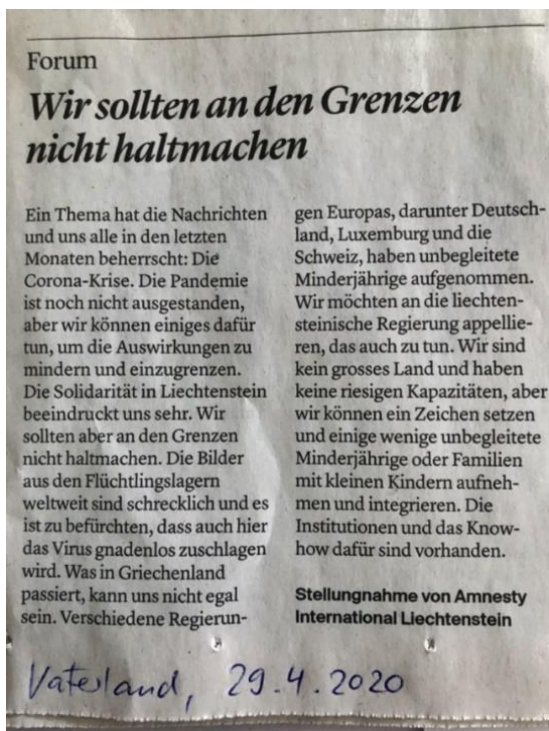 Forum
Wir sollten an den Grenzen
nicht haltmachen
Ein Thema hat die Nachrichten
und uns alle in den letzten
Monaten beherrscht: Die
Corona-Krise. Die Pandemie
ist noch nicht ausgestanden,
aber wir können einiges dafür
tun, um die Auswirkungen zu
mindern und einzugrenzen.
Die Solidarität in Liechtenstein
beeindruckt uns sehr. Wir
sollten aber an den Grenzen
nicht haltmachen. Die Bilder
aus den Flüchtlingslagern
weltweit sind schrecklich und es
ist zu befürchten, dass auch hier
das Virus gnadenlos zuschlagen
wird. Was in Griechenland
passiert, kann uns nicht egal
sein. Verschiedene Regierun-
gen Europas, darunter Deutsch-
land, Luxemburg und die
Schweiz, haben unbegleitete
Minderjährige aufgenommen.
Wir möchten an die liechten-
steinische Regierung appellie-
ren, das auch zu tun. Wir sind
kein grosses Land und haben
keine riesigen Kapazitäten, aber
wir können ein Zeichen setzen
und einige wenige unbegleitete
Minderjährige oder Familien
mit kleinen Kindern aufneh-
men und integrieren. Die
Institutionen und das Know-
how dafür sind vorhanden.
Stellungnahme von Amnesty
International Liechtenstein
Vaterland, 29.4.2020